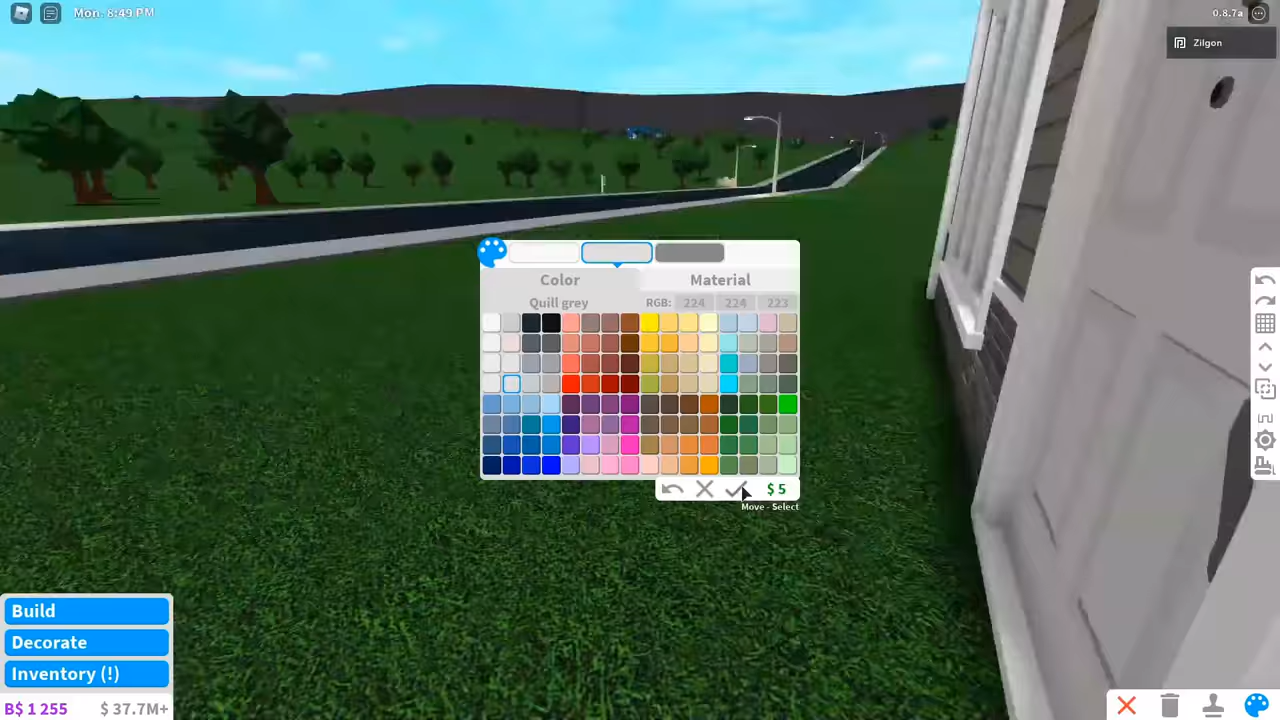 Mon. 8:49 PM
0.8.7a
Zilgon
Color
Material
Quill grey
RGB: 224 224 223
$ 5
Move - Select
Build
Decorate
Inventory (!)
B$ 1 255
$ 37.7M+